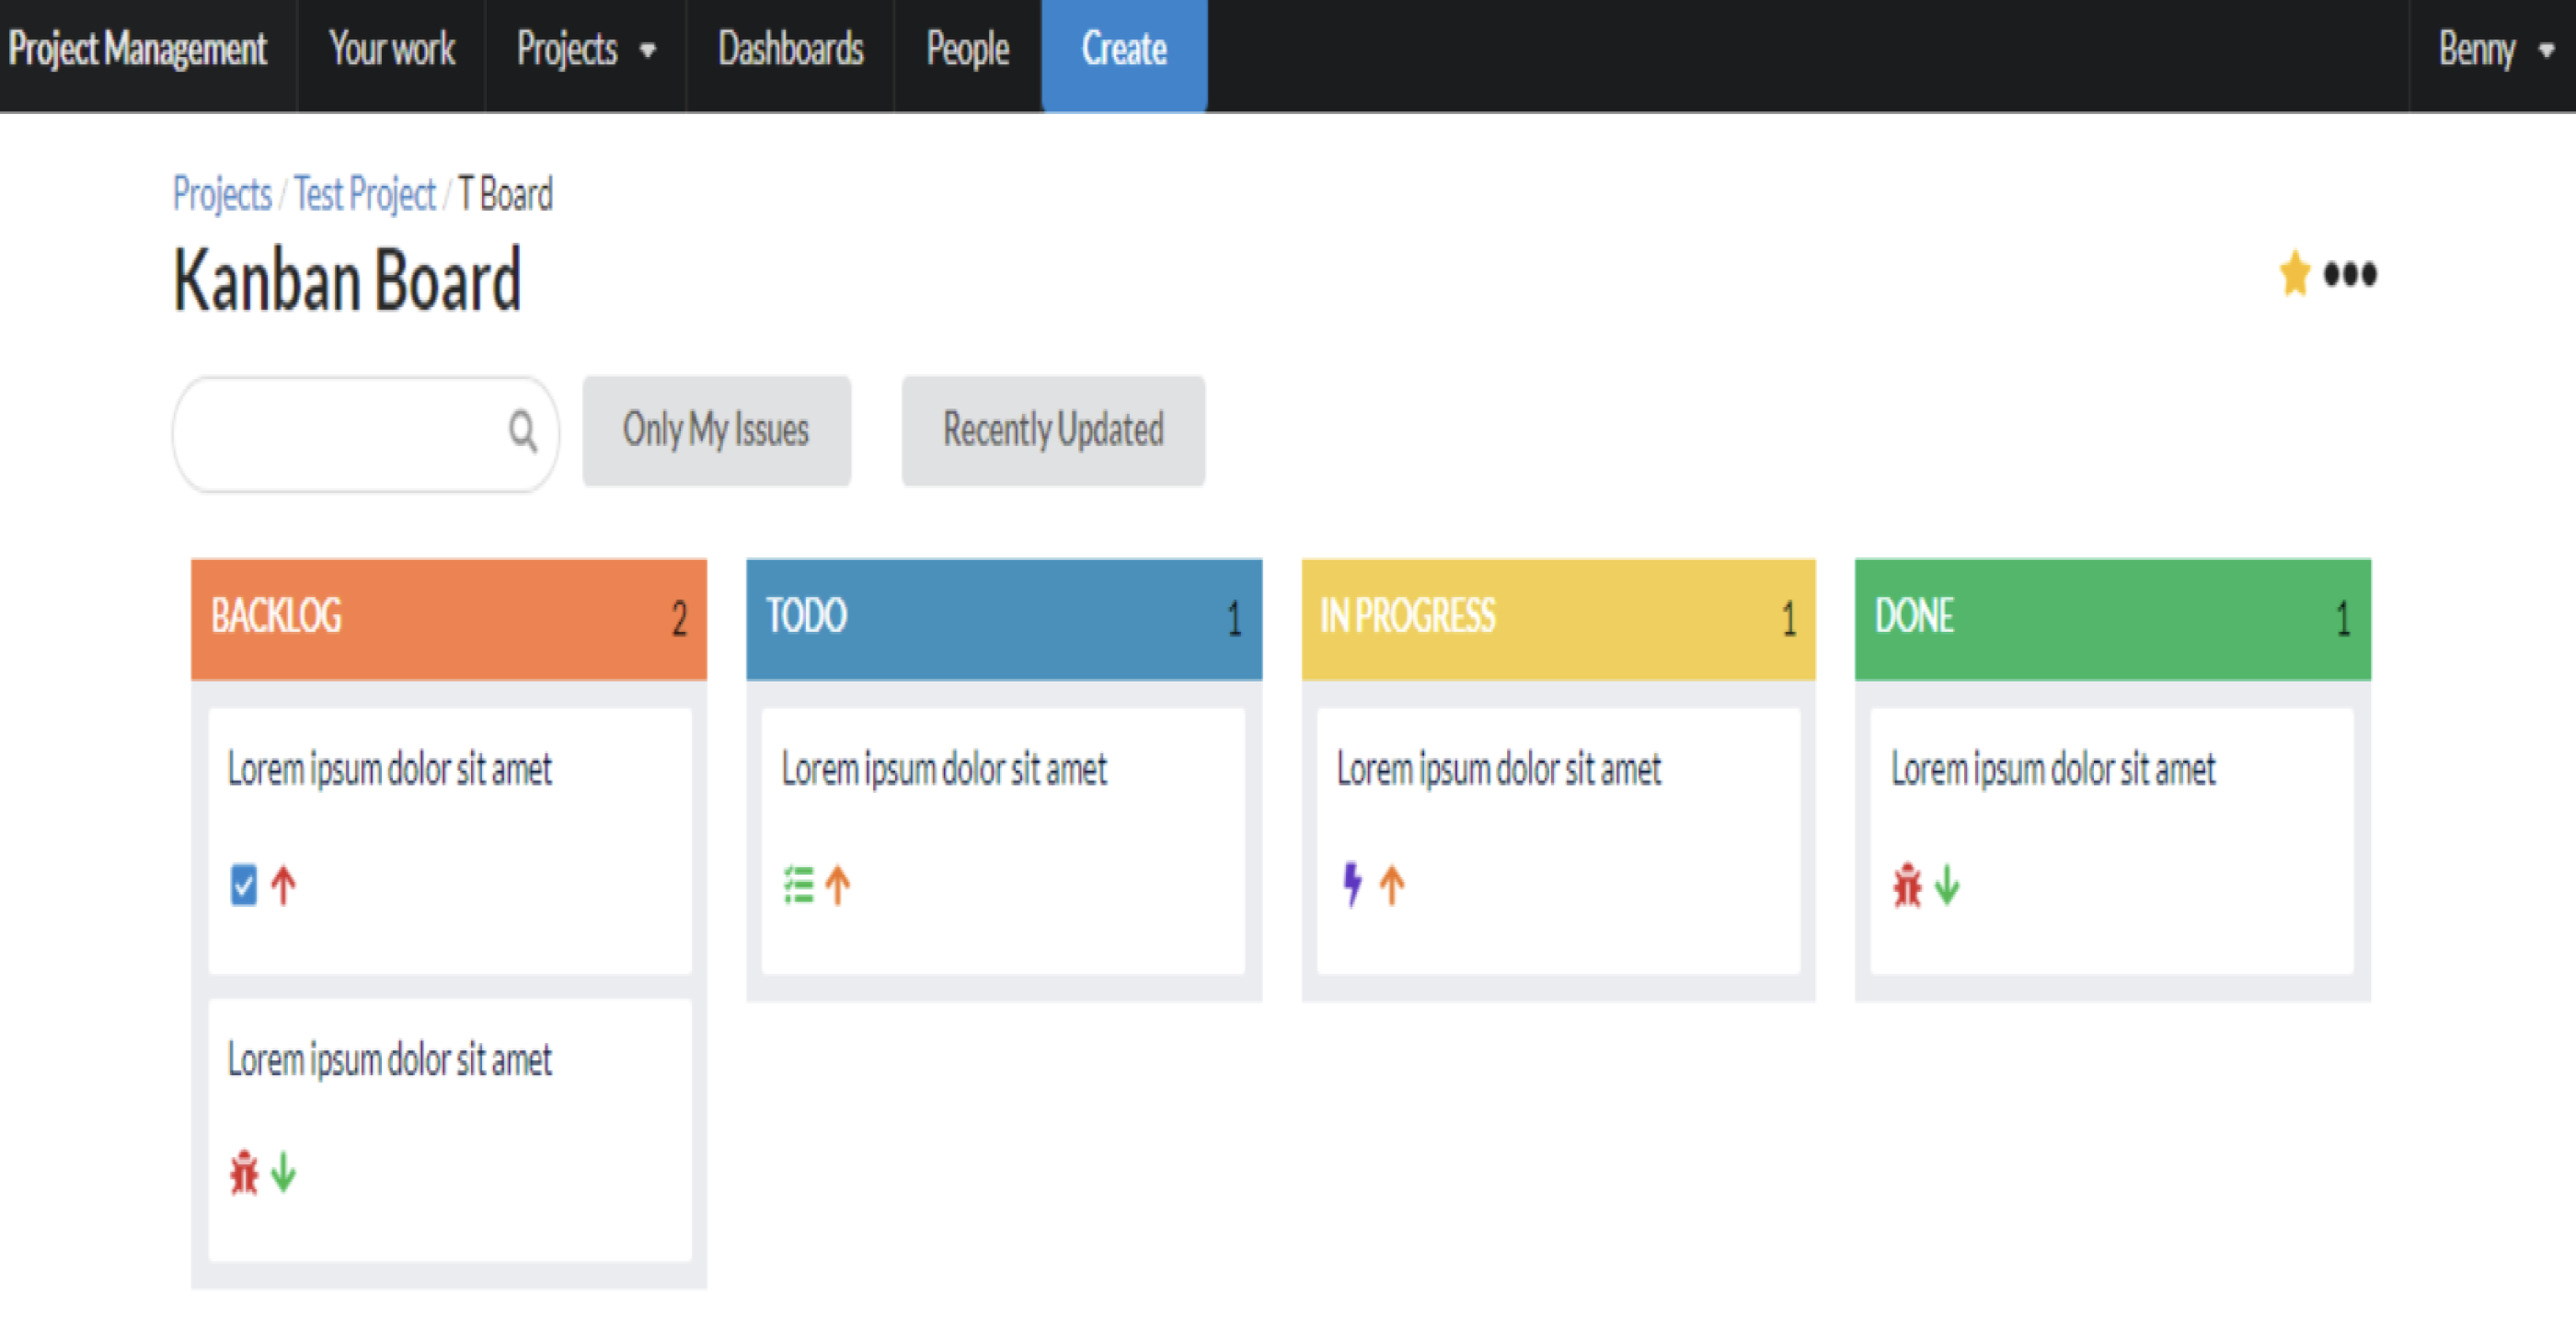 Project Management Your work Projects Dashboards People Create Benny
Projects / Test Project / T Board
Kanban Board
Only My Issues Recently Updated
BACKLOG 2 TODO 1 IN PROGRESS 1 DONE 1
Lorem ipsum dolor sit amet Lorem ipsum dolor sit amet Lorem ipsum dolor sit amet Lorem ipsum dolor sit amet
Lorem ipsum dolor sit amet